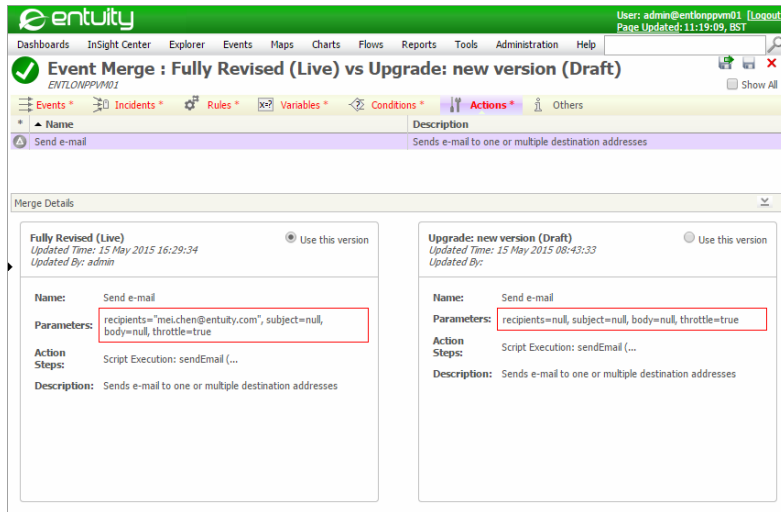 entuity
User: admin@entlonppvm01 [Logout
Page Updated: 11:19:09, BST
Dashboards InSight Center Explorer Events Maps Charts Flows Reports Tools Administration Help
Event Merge : Fully Revised (Live) vs Upgrade: new version (Draft)
ENTLONPPVM01
Show All
Events * Incidents * Rules * Variables * Conditions * Actions * Others
* Name Description
Send e-mail Sends e-mail to one or multiple destination addresses
Merge Details
Fully Revised (Live) Use this version
Updated Time: 15 May 2015 16:29:34
Updated By: admin
Name: Send e-mail
Parameters: recipients="mei.chen@entuity.com", subject=null,
body=null, throttle=true
Action
Steps: Script Execution: sendEmail (...
Description: Sends e-mail to one or multiple destination addresses
Upgrade: new version (Draft) Use this version
Updated Time: 15 May 2015 08:43:33
Updated By:
Name: Send e-mail
Parameters: recipients=null, subject=null, body=null, throttle=true
Action
Steps: Script Execution: sendEmail (...
Description: Sends e-mail to one or multiple destination addresses